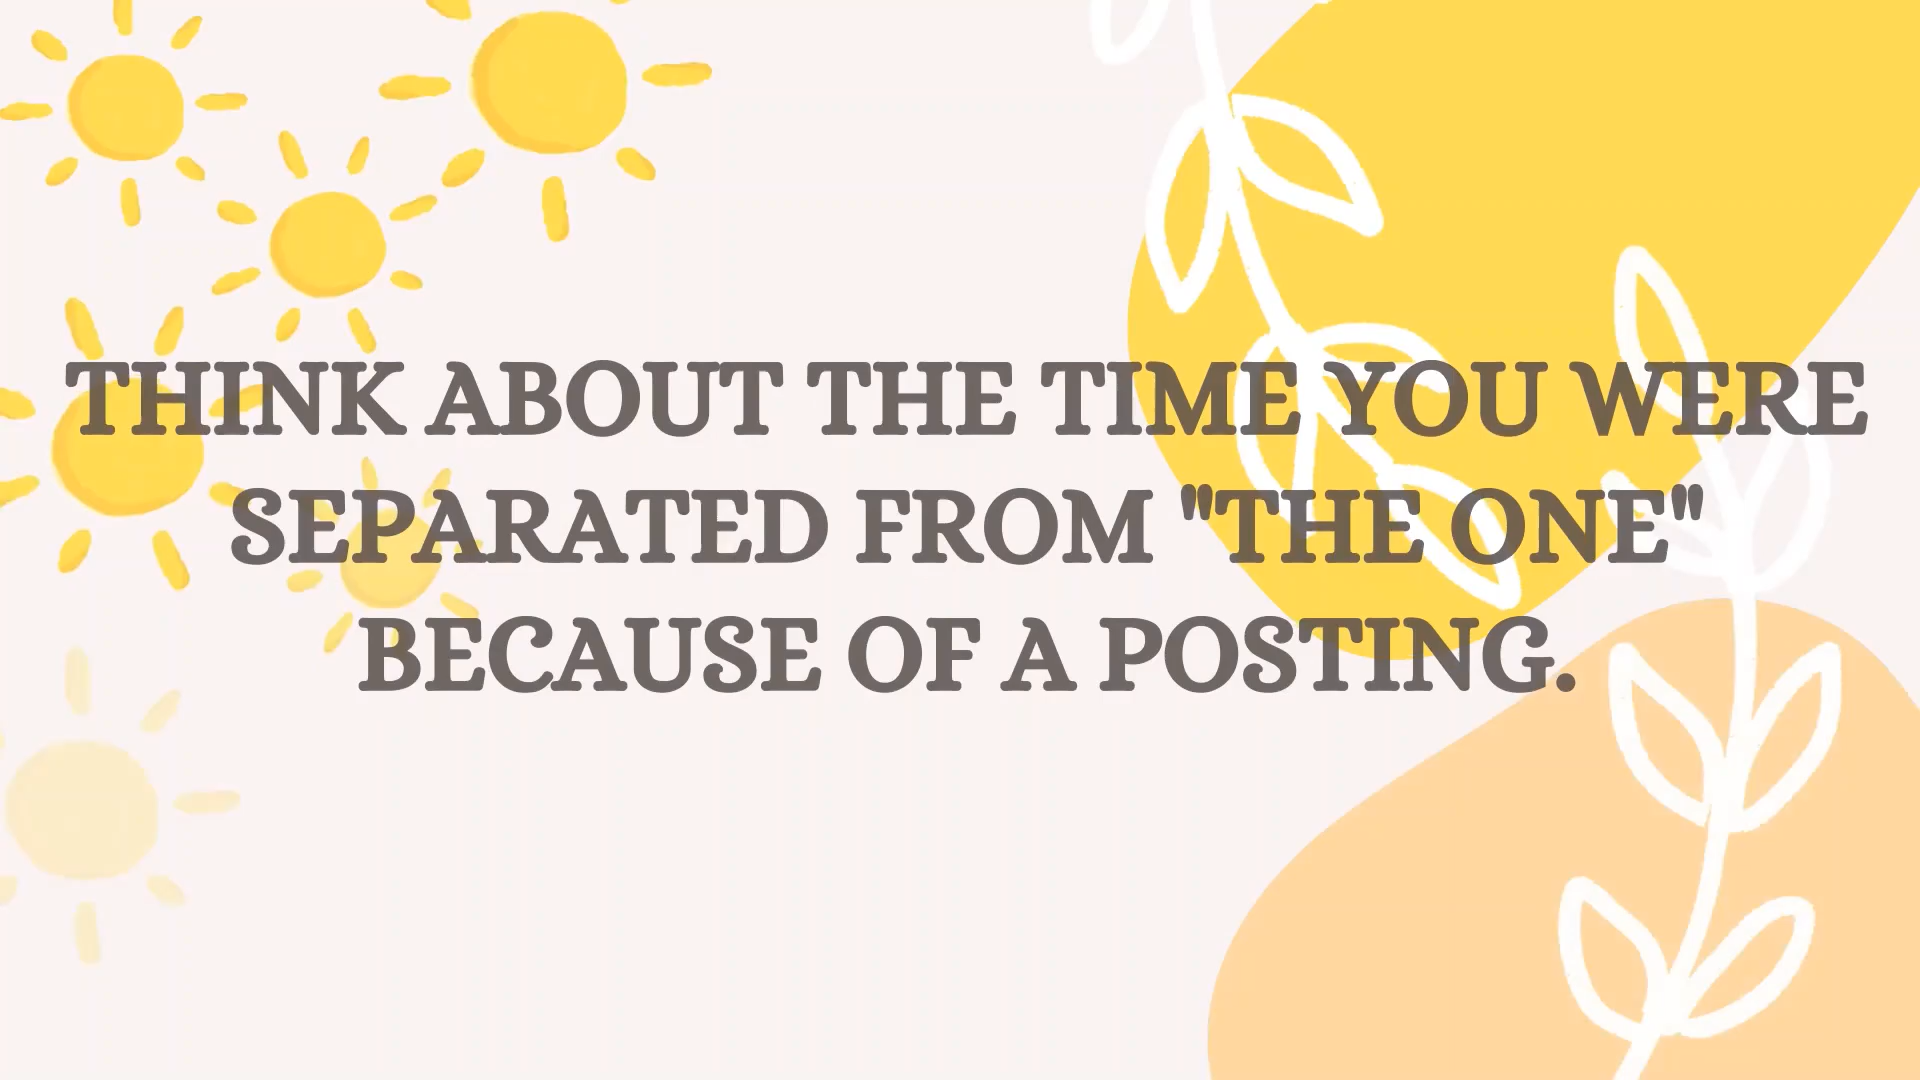 THINK ABOUT THE TIME YOU WERE
SEPARATED FROM "THE ONE"
BECAUSE OF A POSTING.